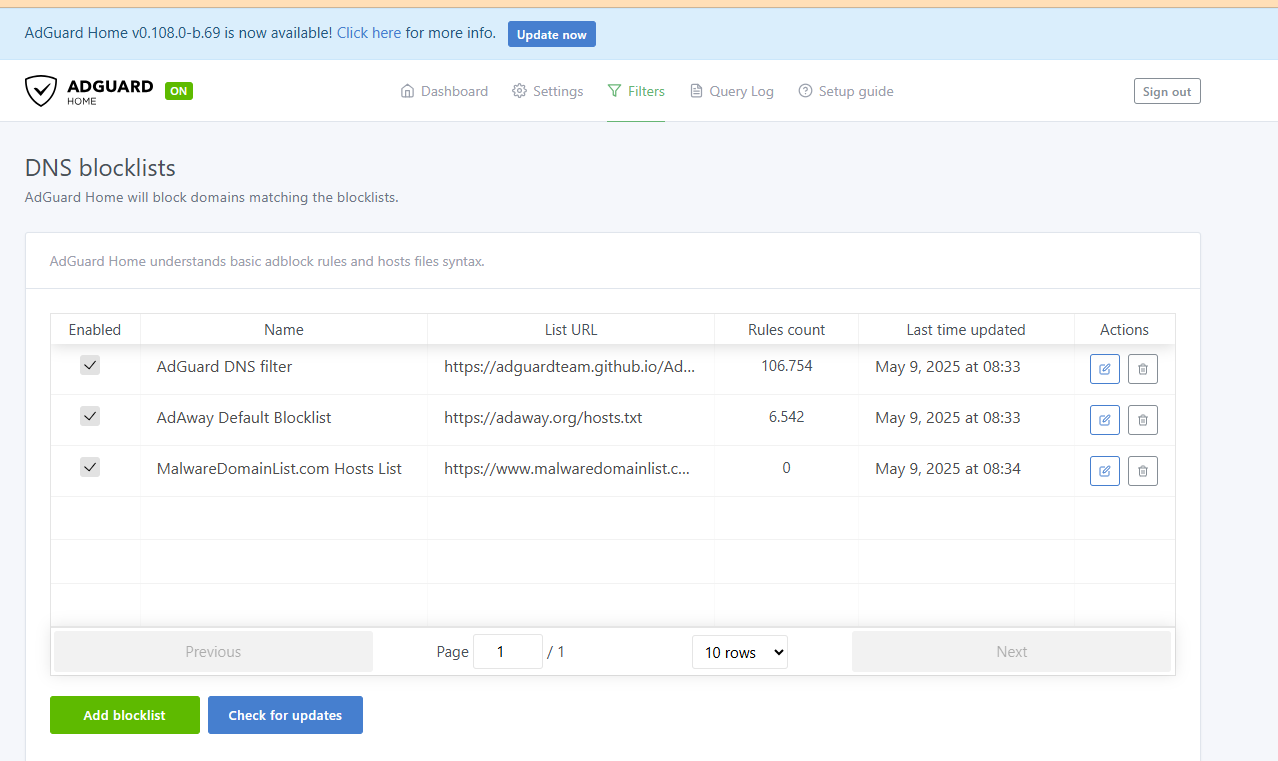 AdGuard Home v0.108.0-b.69 is now available! Click here for more info. Update now
ADGUARD HOME ON Dashboard Settings Filters Query Log Setup guide Sign out
DNS blocklists
AdGuard Home will block domains matching the blocklists.
AdGuard Home understands basic adblock rules and hosts files syntax.
Enabled Name List URL Rules count Last time updated Actions
AdGuard DNS filter https://adguardteam.github.io/Ad... 106.754 May 9, 2025 at 08:33
AdAway Default Blocklist https://adaway.org/hosts.txt 6.542 May 9, 2025 at 08:33
MalwareDomainList.com Hosts List https://www.malwaredomainlist.c... 0 May 9, 2025 at 08:34
Previous Page 1 / 1 10 rows Next
Add blocklist Check for updates